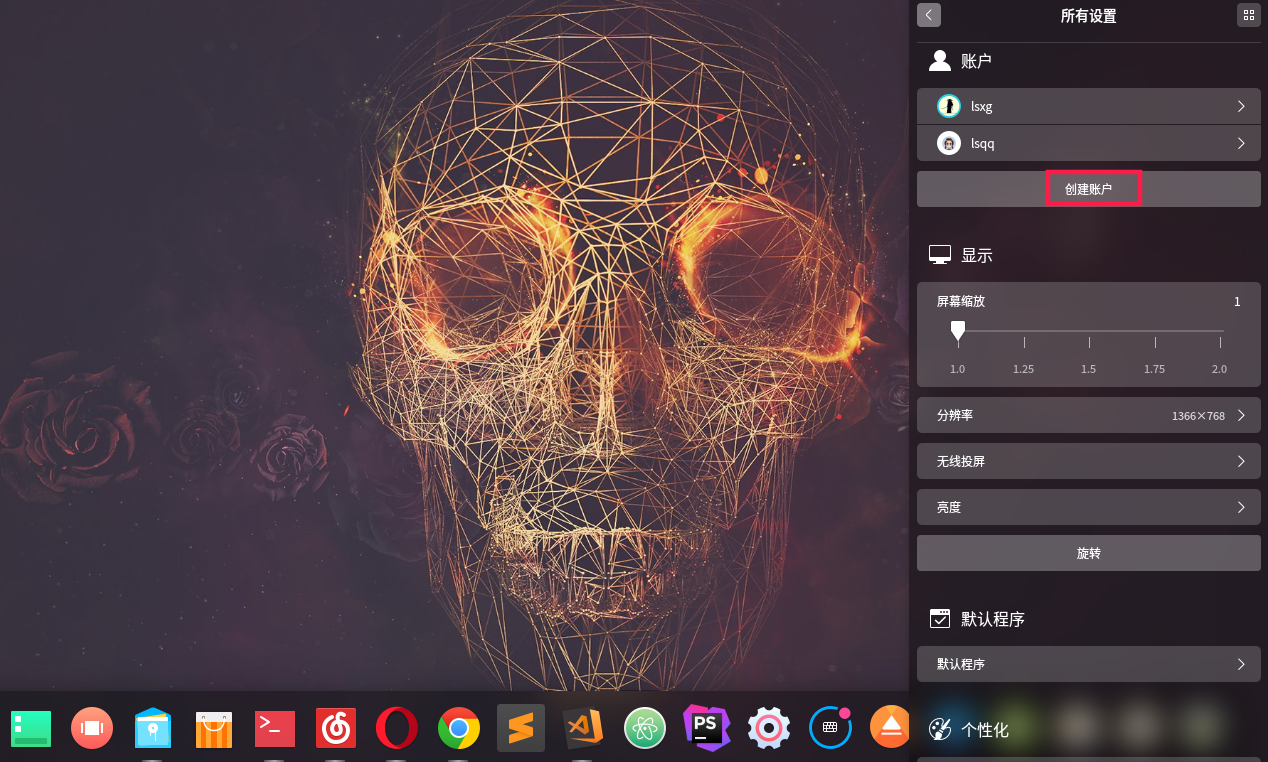 所有设置
账户
lsxg
lsqq
创建账户
显示
屏幕缩放 1
1.0 1.25 1.5 1.75 2.0
分辨率 1366×768
无线投屏
亮度
旋转
默认程序
默认程序
个性化
PS